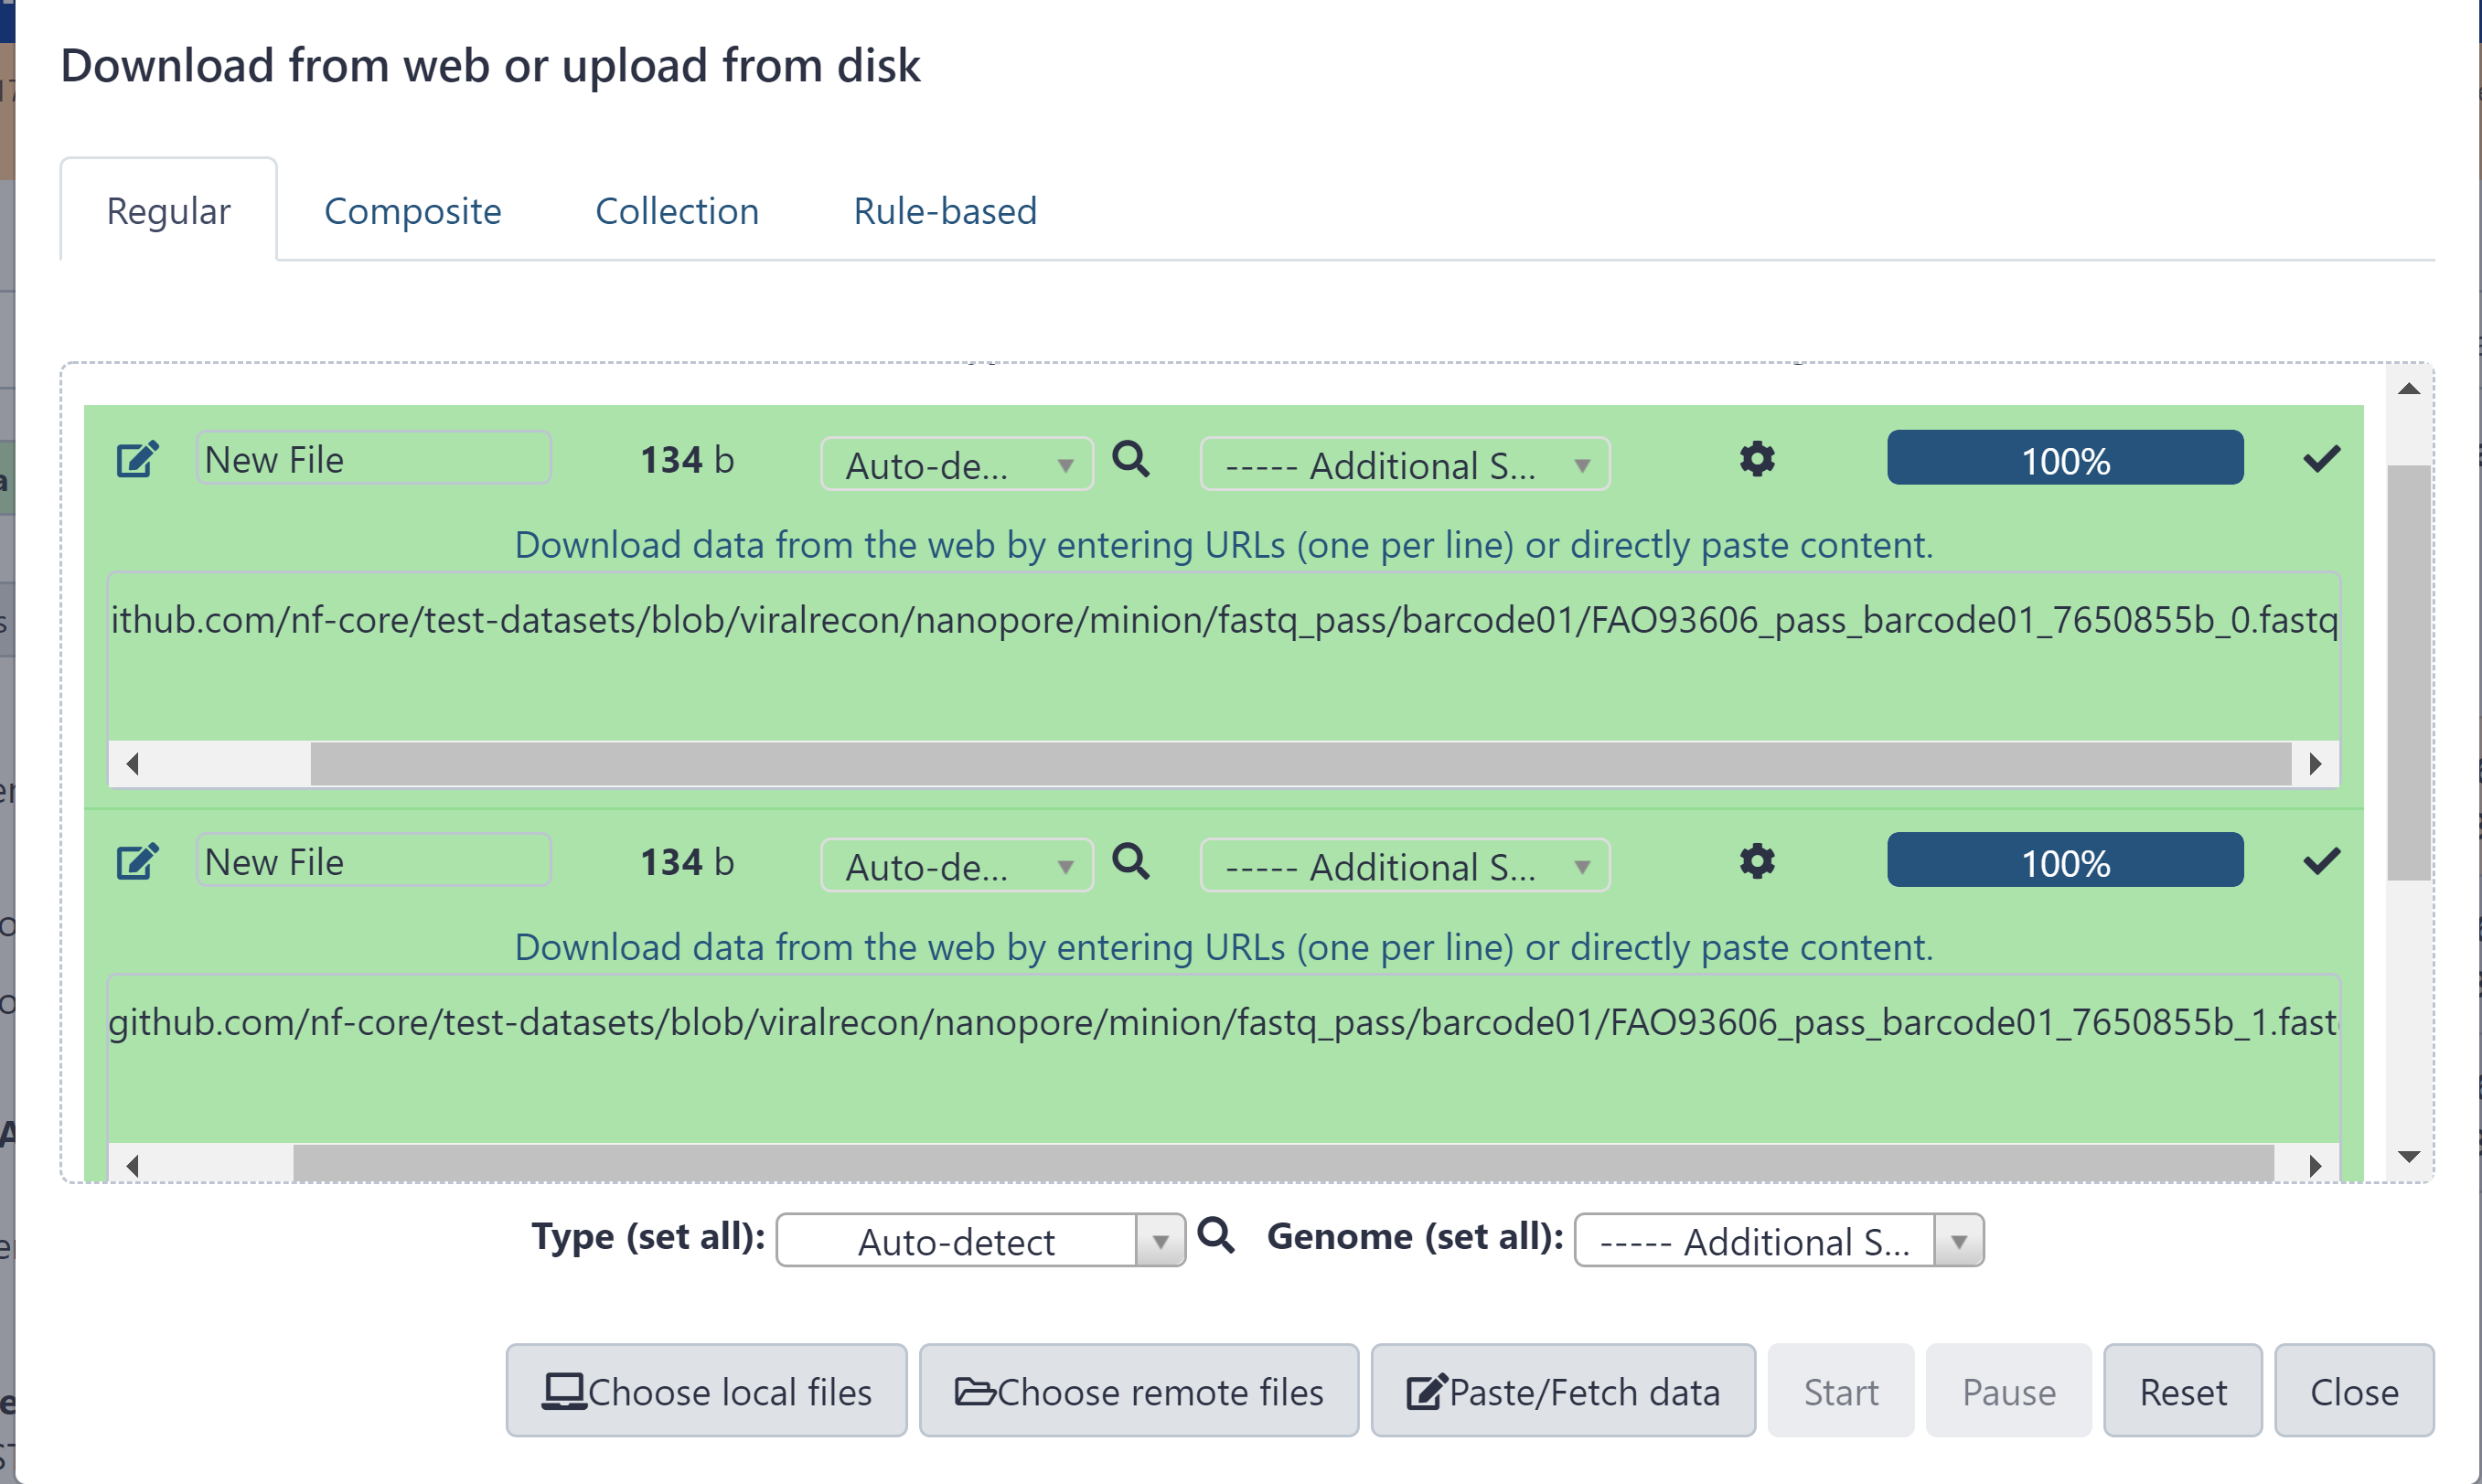 Download from web or upload from disk
Regular Composite Collection Rule-based
New File 134 b Auto-de... ----- Additional S... 100%
Download data from the web by entering URLs (one per line) or directly paste content.
ithub.com/nf-core/test-datasets/blob/viralrecon/nanopore/minion/fastq_pass/barcode01/FAO93606_pass_barcode01_7650855b_0.fastq
New File 134 b Auto-de... ----- Additional S... 100%
Download data from the web by entering URLs (one per line) or directly paste content.
github.com/nf-core/test-datasets/blob/viralrecon/nanopore/minion/fastq_pass/barcode01/FAO93606_pass_barcode01_7650855b_1.fast
Type (set all): Auto-detect Genome (set all): ----- Additional S...
Choose local files Choose remote files Paste/Fetch data Start Pause Reset Close